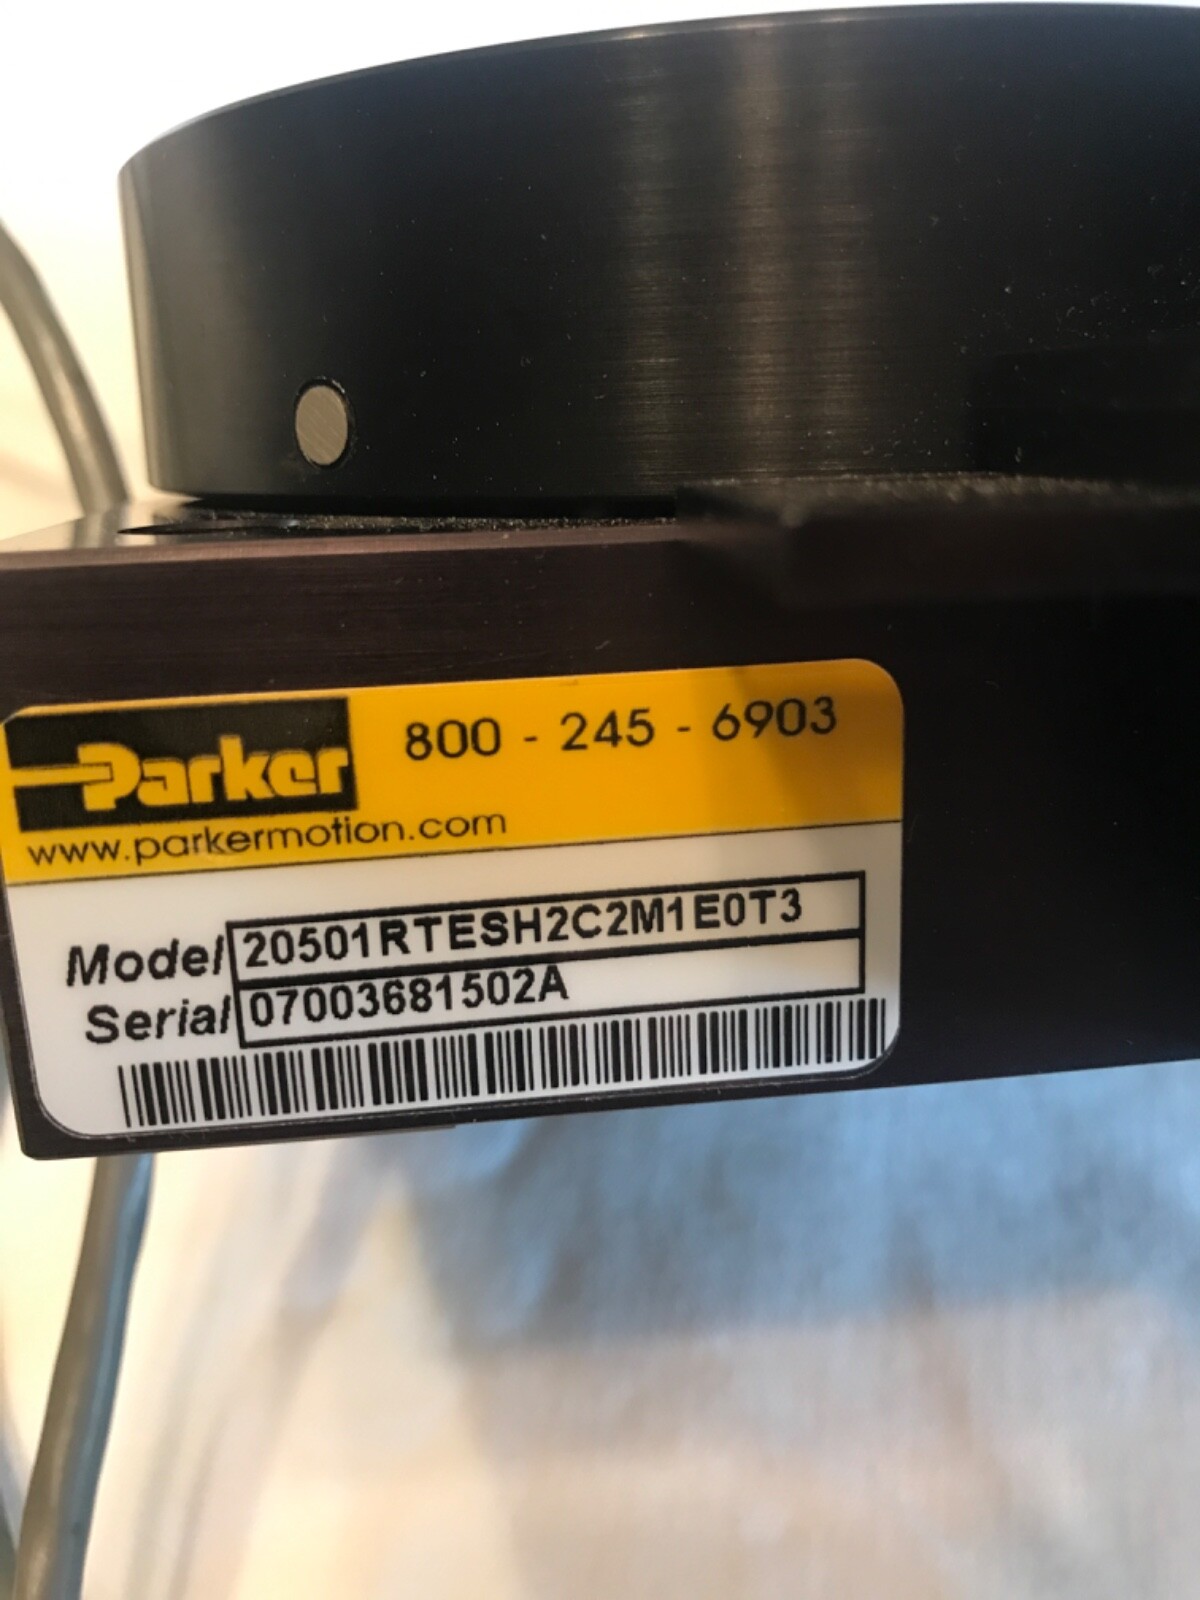 Parker 800 - 245 - 6903
www.parkermotion.com
Model 20501RTESH2C2M1E0T3
Serial 07003681502A